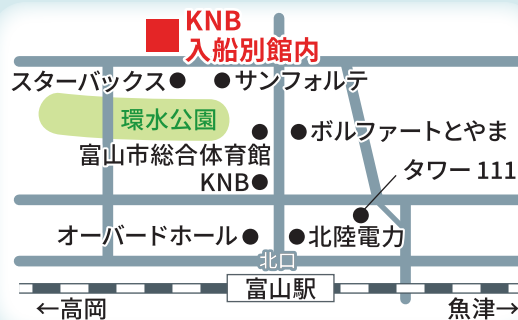 KNB
入船別館内
スターバックス
サンフォルテ
環水公園
ボルファートとやま
富山市総合体育館
タワー 111
KNB
オーバードホール
北陸電力
北口
富山駅
←高岡
魚津→